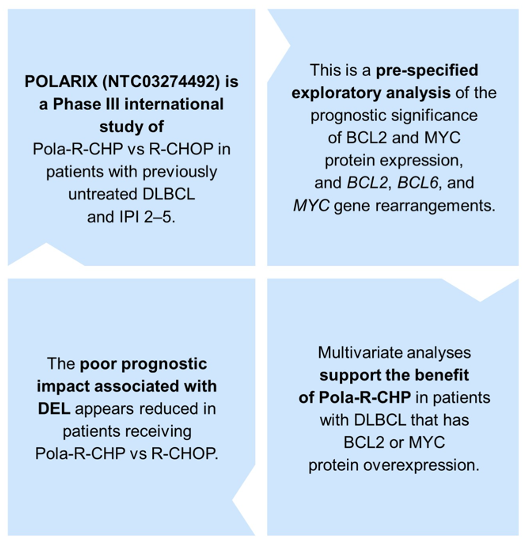 POLARIX (NTC03274492) is
a Phase III international
study of
Pola-R-CHP vs R-CHOP in
patients with previously
untreated DLBCL
and IPI 2–5.
This is a pre-specified
exploratory analysis of the
prognostic significance
of BCL2 and MYC
protein expression,
and BCL2, BCL6, and
MYC gene rearrangements.
The poor prognostic
impact associated with
DEL appears reduced in
patients receiving
Pola-R-CHP vs R-CHOP.
Multivariate analyses
support the benefit
of Pola-R-CHP in patients
with DLBCL that has
BCL2 or MYC
protein overexpression.